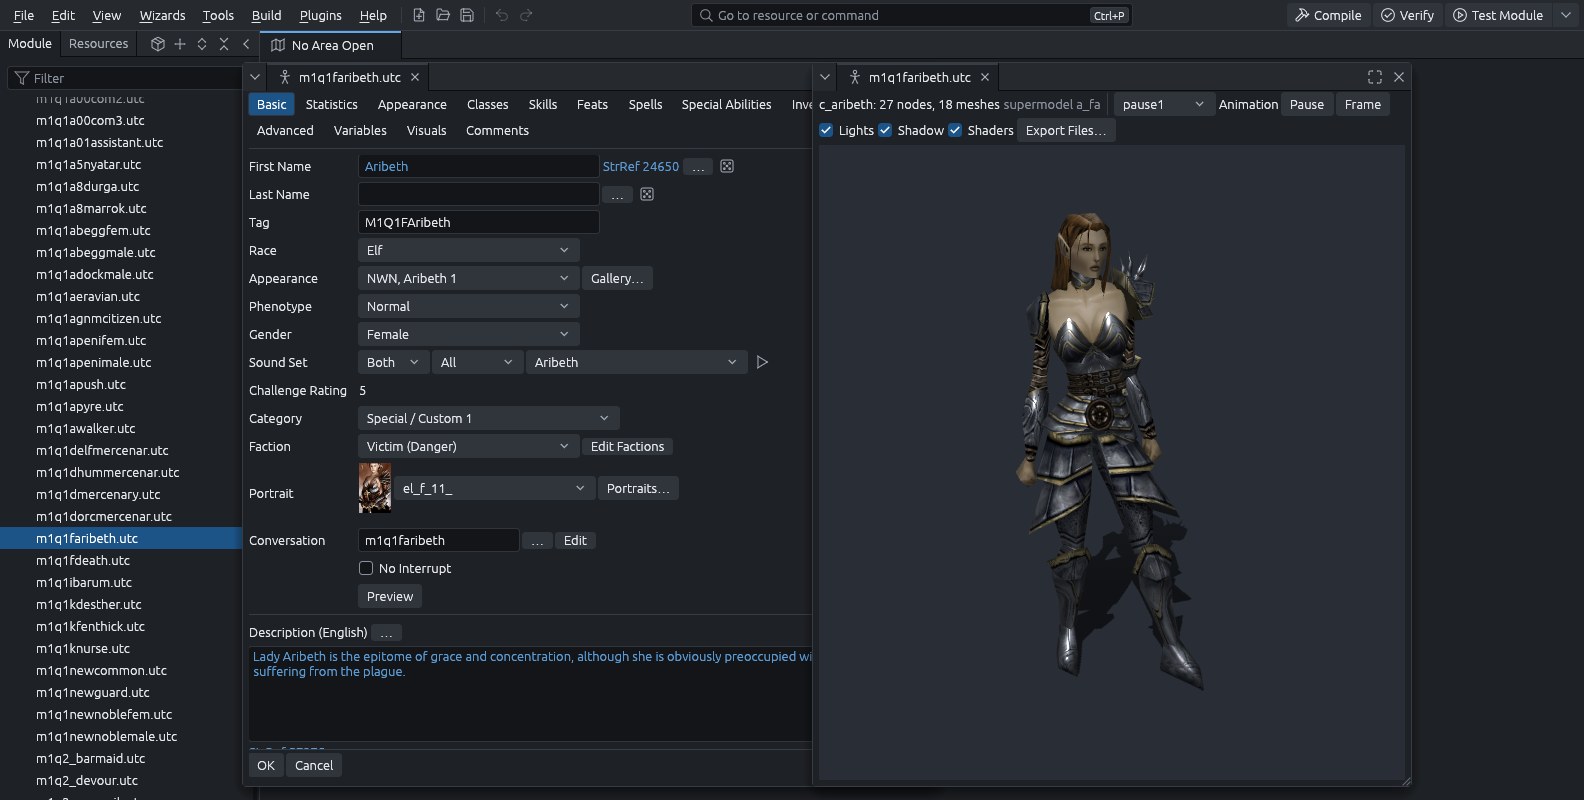 File Edit View Wizards Tools Build Plugins Help Go to resource or command Ctrl+P Compile Verify Test Module
Module Resources No Area Open
Filter
m1q1a00com2.utc
m1q1a00com3.utc
m1q1a01assistant.utc
m1q1a5nyatar.utc
m1q1a8durga.utc
m1q1a8marrok.utc
m1q1abeggfem.utc
m1q1abeggmale.utc
m1q1adockmale.utc
m1q1aeravian.utc
m1q1agnmcitizen.utc
m1q1apenifem.utc
m1q1apenimale.utc
m1q1apush.utc
m1q1apyre.utc
m1q1awalker.utc
m1q1delfmercenar.utc
m1q1dhummercenar.utc
m1q1dmercenary.utc
m1q1dorcmercenar.utc
m1q1faribeth.utc
m1q1fdeath.utc
m1q1ibarum.utc
m1q1kdesther.utc
m1q1kfenthick.utc
m1q1knurse.utc
m1q1newcommon.utc
m1q1newguard.utc
m1q1newnoblefem.utc
m1q1newnoblemale.utc
m1q2_barmaid.utc
m1q2_devour.utc
m1q1faribeth.utc
Basic Statistics Appearance Classes Skills Feats Spells Special Abilities Inve
Advanced Variables Visuals Comments
First Name Aribeth StrRef 24650 ...
Last Name ...
Tag M1Q1FAribeth
Race Elf
Appearance NWN, Aribeth 1 Gallery...
Phenotype Normal
Gender Female
Sound Set Both All Aribeth
Challenge Rating 5
Category Special / Custom 1
Faction Victim (Danger) Edit Factions
Portrait el_f_11_ Portraits...
Conversation m1q1faribeth ... Edit
No Interrupt
Preview
Description (English) ...
Lady Aribeth is the epitome of grace and concentration, although she is obviously preoccupied wi
suffering from the plague.
OK Cancel
m1q1faribeth.utc
c_aribeth: 27 nodes, 18 meshes supermodel a_fa pause1 Animation Pause Frame
Lights Shadow Shaders Export Files...